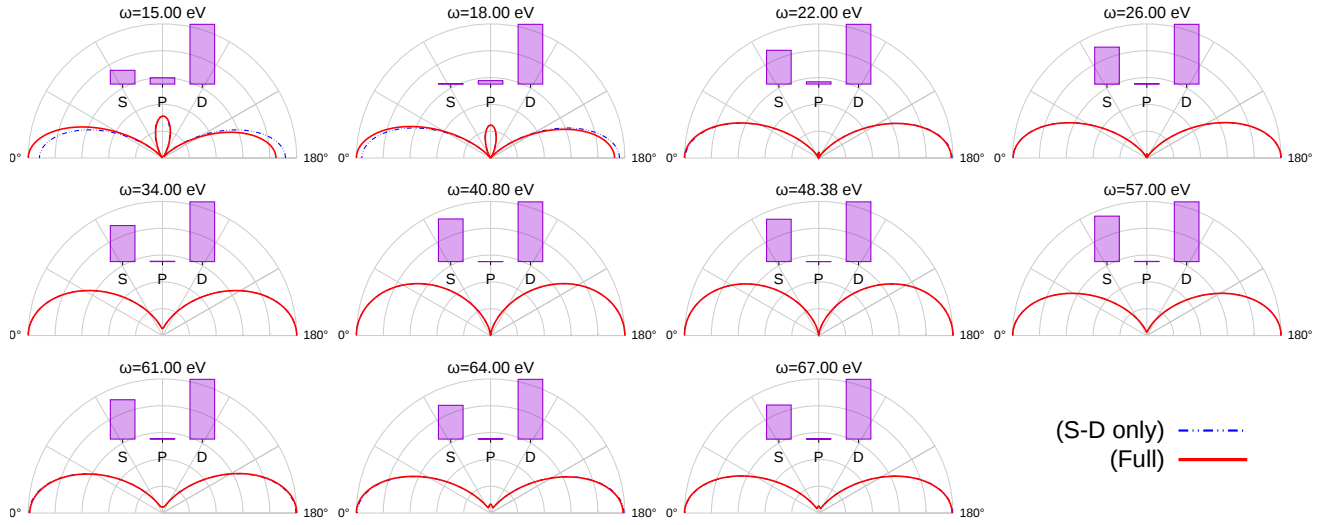 ω=15.00 eV
S P D
0° 180°
ω=18.00 eV
S P D
0° 180°
ω=22.00 eV
S P D
0° 180°
ω=26.00 eV
S P D
0° 180°
ω=34.00 eV
S P D
0° 180°
ω=40.80 eV
S P D
0° 180°
ω=48.38 eV
S P D
0° 180°
ω=57.00 eV
S P D
0° 180°
ω=61.00 eV
S P D
0° 180°
ω=64.00 eV
S P D
0° 180°
ω=67.00 eV
S P D
0° 180°
(S-D only)
(Full)